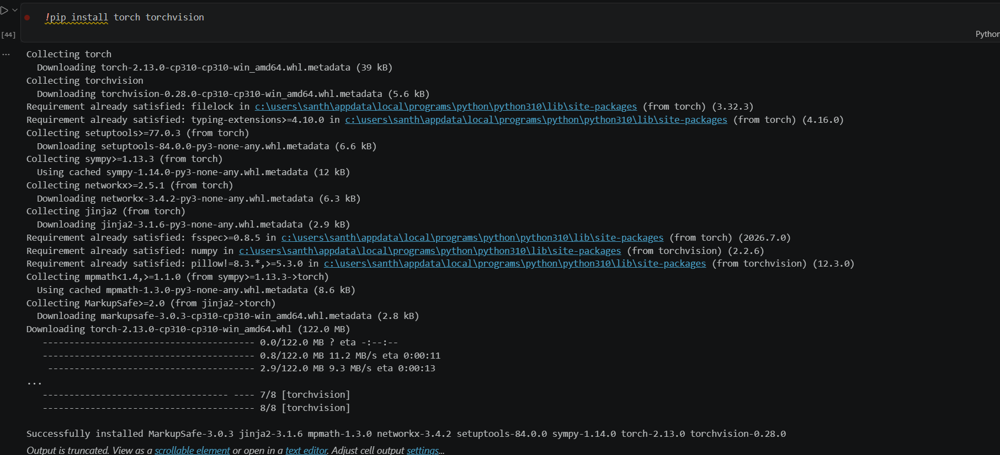 !pip install torch torchvision
[44]
Python
...
Collecting torch
  Downloading torch-2.13.0-cp310-cp310-win_amd64.whl.metadata (39 kB)
Collecting torchvision
  Downloading torchvision-0.28.0-cp310-cp310-win_amd64.whl.metadata (5.6 kB)
Requirement already satisfied: filelock in c:\users\santh\appdata\local\programs\python\python310\lib\site-packages (from torch) (3.32.3)
Requirement already satisfied: typing-extensions>=4.10.0 in c:\users\santh\appdata\local\programs\python\python310\lib\site-packages (from torch) (4.16.0)
Collecting setuptools>=77.0.3 (from torch)
  Downloading setuptools-84.0.0-py3-none-any.whl.metadata (6.6 kB)
Collecting sympy>=1.13.3 (from torch)
  Using cached sympy-1.14.0-py3-none-any.whl.metadata (12 kB)
Collecting networkx>=2.5.1 (from torch)
  Downloading networkx-3.4.2-py3-none-any.whl.metadata (6.3 kB)
Collecting jinja2 (from torch)
  Downloading jinja2-3.1.6-py3-none-any.whl.metadata (2.9 kB)
Requirement already satisfied: fsspec>=0.8.5 in c:\users\santh\appdata\local\programs\python\python310\lib\site-packages (from torch) (2026.7.0)
Requirement already satisfied: numpy in c:\users\santh\appdata\local\programs\python\python310\lib\site-packages (from torchvision) (2.2.6)
Requirement already satisfied: pillow!=8.3.*,>=5.3.0 in c:\users\santh\appdata\local\programs\python\python310\lib\site-packages (from torchvision) (12.3.0)
Collecting mpmath<1.4,>=1.1.0 (from sympy>=1.13.3->torch)
  Using cached mpmath-1.3.0-py3-none-any.whl.metadata (8.6 kB)
Collecting MarkupSafe>=2.0 (from jinja2->torch)
  Downloading markupsafe-3.0.3-cp310-cp310-win_amd64.whl.metadata (2.8 kB)
Downloading torch-2.13.0-cp310-cp310-win_amd64.whl (122.0 MB)
   ---------------------------------------- 0.0/122.0 MB ? eta -:--:--
   ---------------------------------------- 0.8/122.0 MB 11.2 MB/s eta 0:00:11
    --------------------------------------- 2.9/122.0 MB 9.3 MB/s eta 0:00:13
...
   ----------------------------------- ---- 7/8 [torchvision]
   ---------------------------------------- 8/8 [torchvision]
Successfully installed MarkupSafe-3.0.3 jinja2-3.1.6 mpmath-1.3.0 networkx-3.4.2 setuptools-84.0.0 sympy-1.14.0 torch-2.13.0 torchvision-0.28.0
Output is truncated. View as a scrollable element or open in a text editor. Adjust cell output settings...